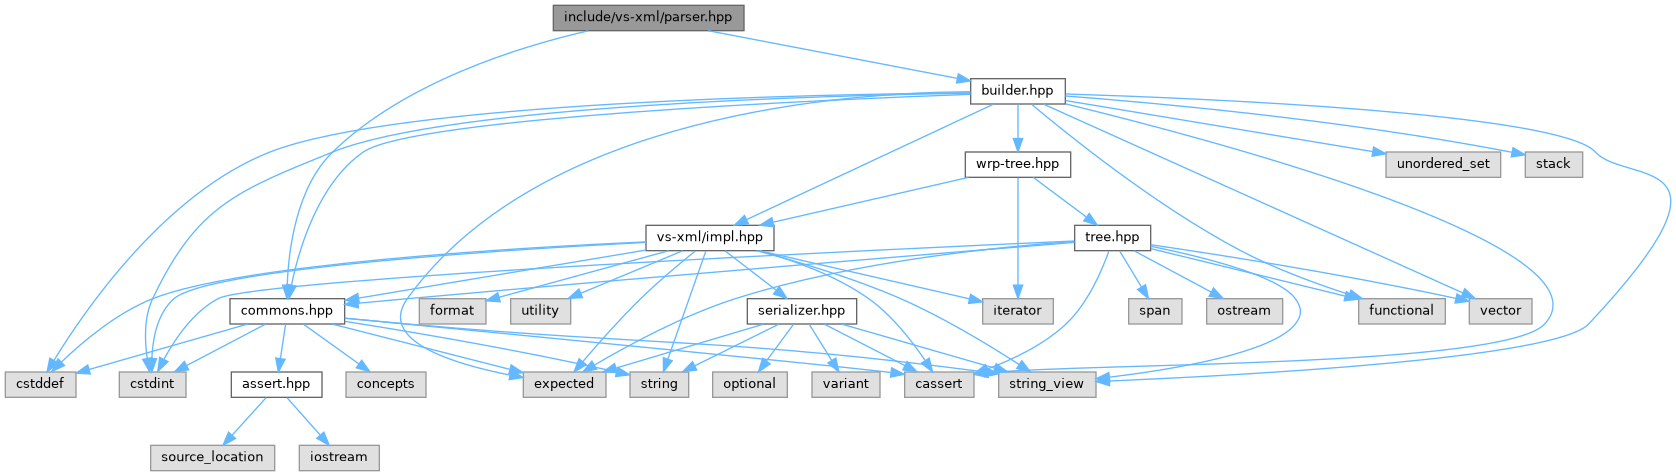 include/vs-xml/parser.hpp
builder.hpp
wrp-tree.hpp
unordered_set
stack
vs-xml/impl.hpp
tree.hpp
commons.hpp
format
utility
serializer.hpp
iterator
span
ostream
functional
vector
cstddef
cstdint
assert.hpp
concepts
expected
string
optional
variant
cassert
string_view
source_location
iostream